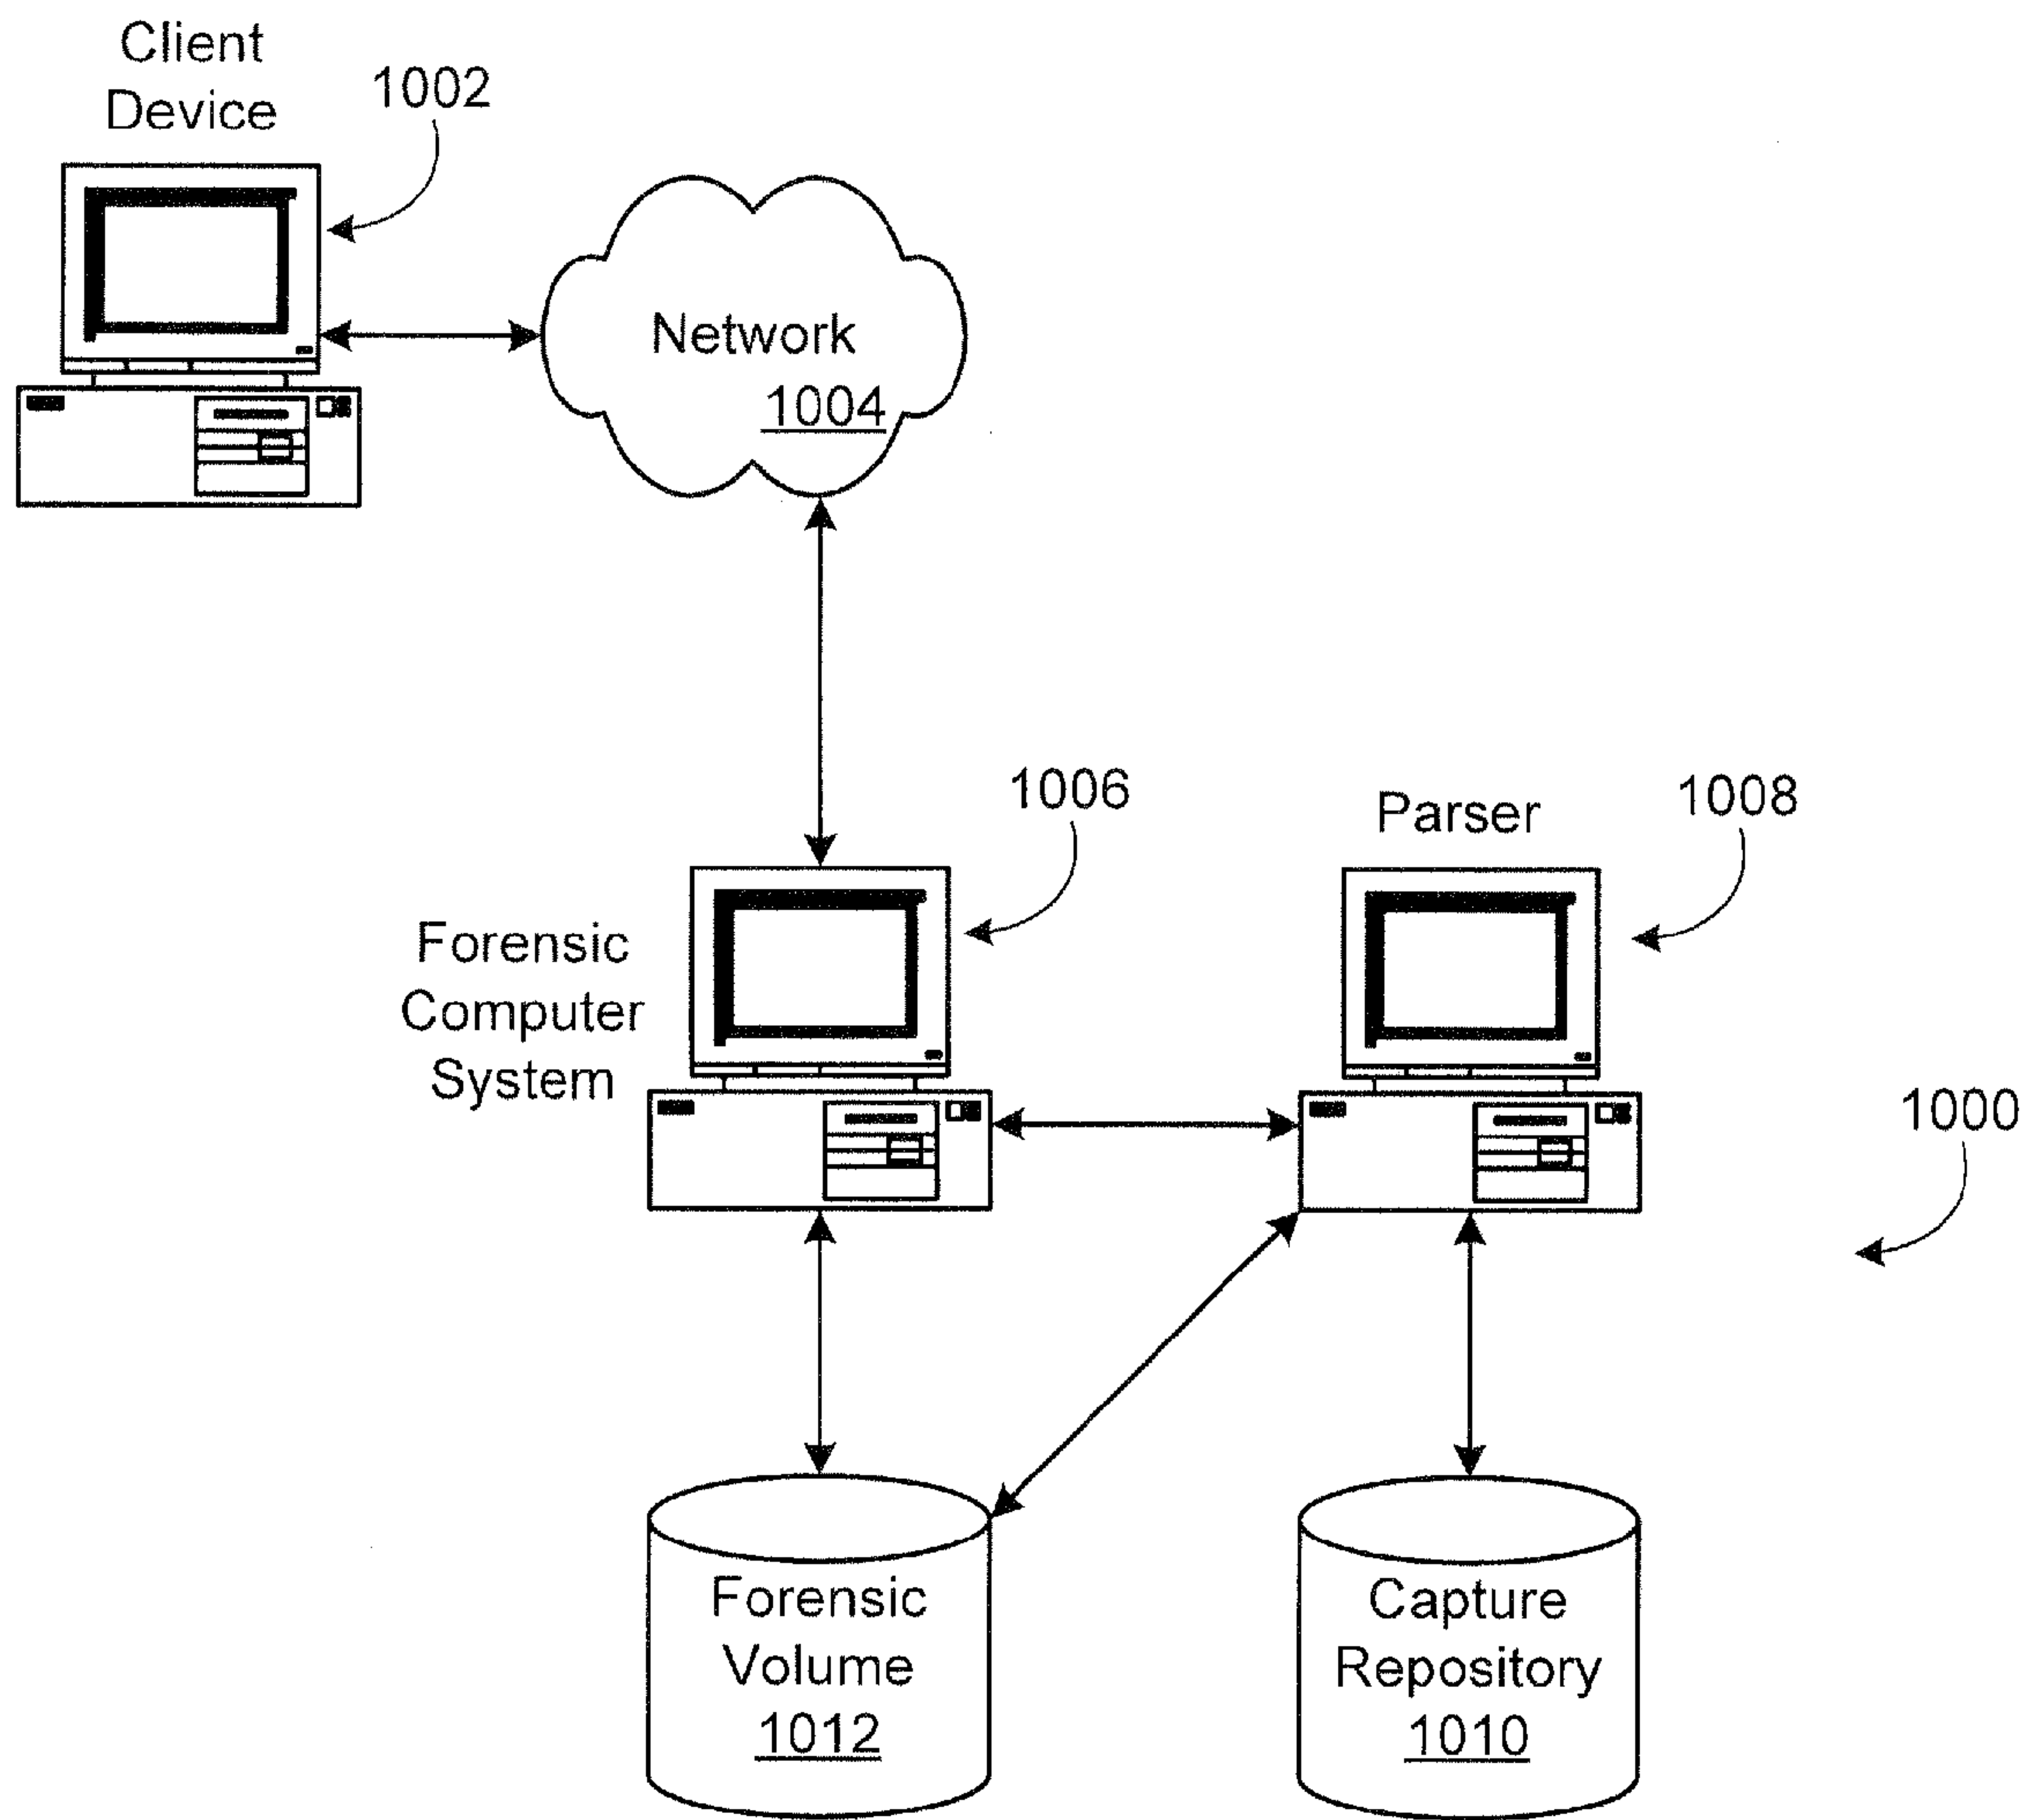 Client
Device
1002
Network
1004
1006
Parser
1008
Forensic
Computer
System
1000
Forensic
Volume
1012
Capture
Repository
1010